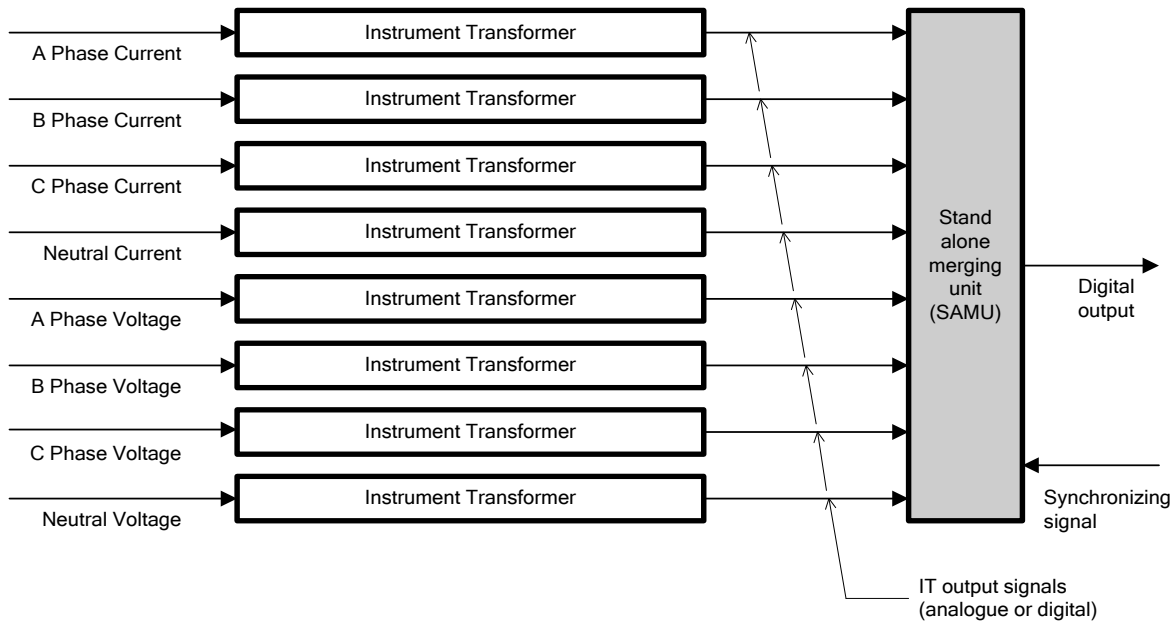 Instrument Transformer
A Phase Current
Instrument Transformer
B Phase Current
Instrument Transformer
C Phase Current
Instrument Transformer
Neutral Current
Instrument Transformer
A Phase Voltage
Instrument Transformer
B Phase Voltage
Instrument Transformer
C Phase Voltage
Instrument Transformer
Neutral Voltage
Stand
alone
merging
unit
(SAMU)
Digital
output
Synchronizing
signal
IT output signals
(analogue or digital)